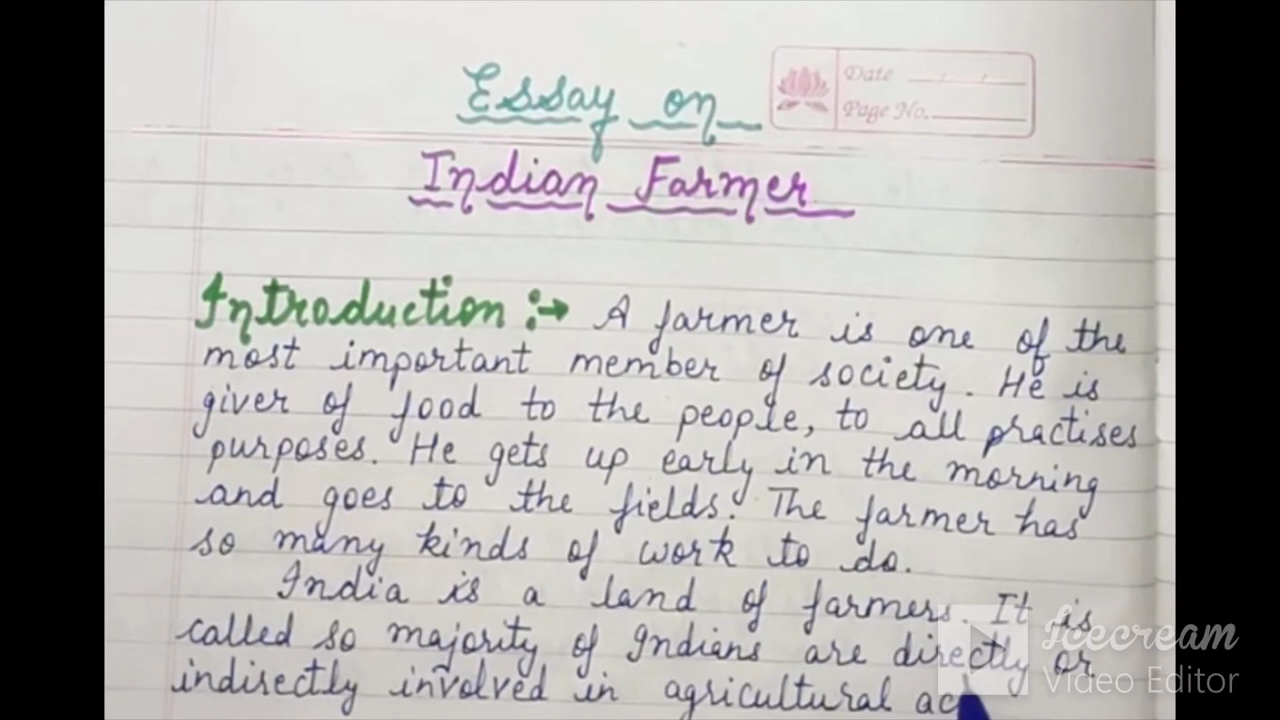 Essay on
Date / /
Page No.
Indian Farmer
Introduction :→ A farmer is one of the
most important member of society. He is
giver of food to the people, to all practises
purposes. He gets up early in the morning
and goes to the fields. The farmer has
so many kinds of work to do.
India is a land of farmers. It is
called so majority of Indians are directly or
indirectly involved in agricultural ac
Icecream
Video Editor